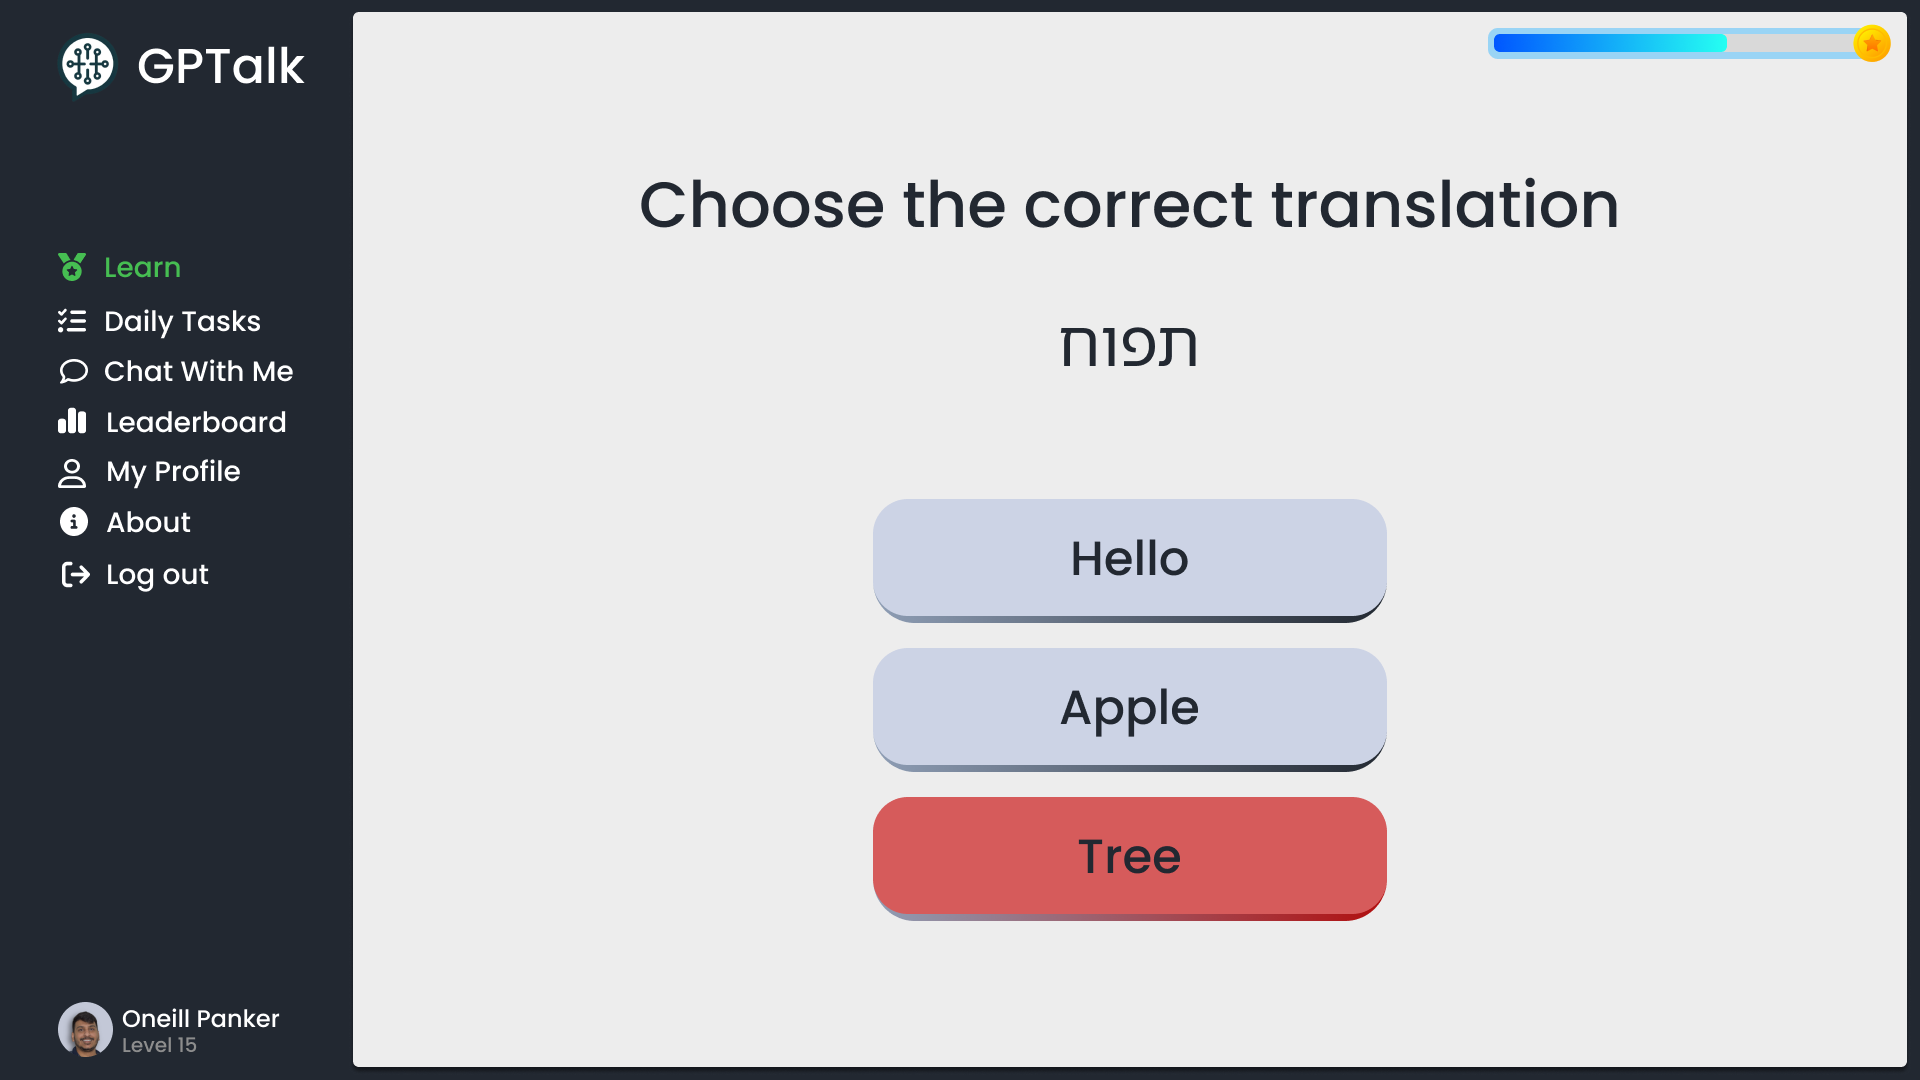 GPTalk
Learn
Daily Tasks
Chat With Me
Leaderboard
My Profile
About
Log out
Oneill Panker
Level 15
Choose the correct translation
תפוח
Hello
Apple
Tree